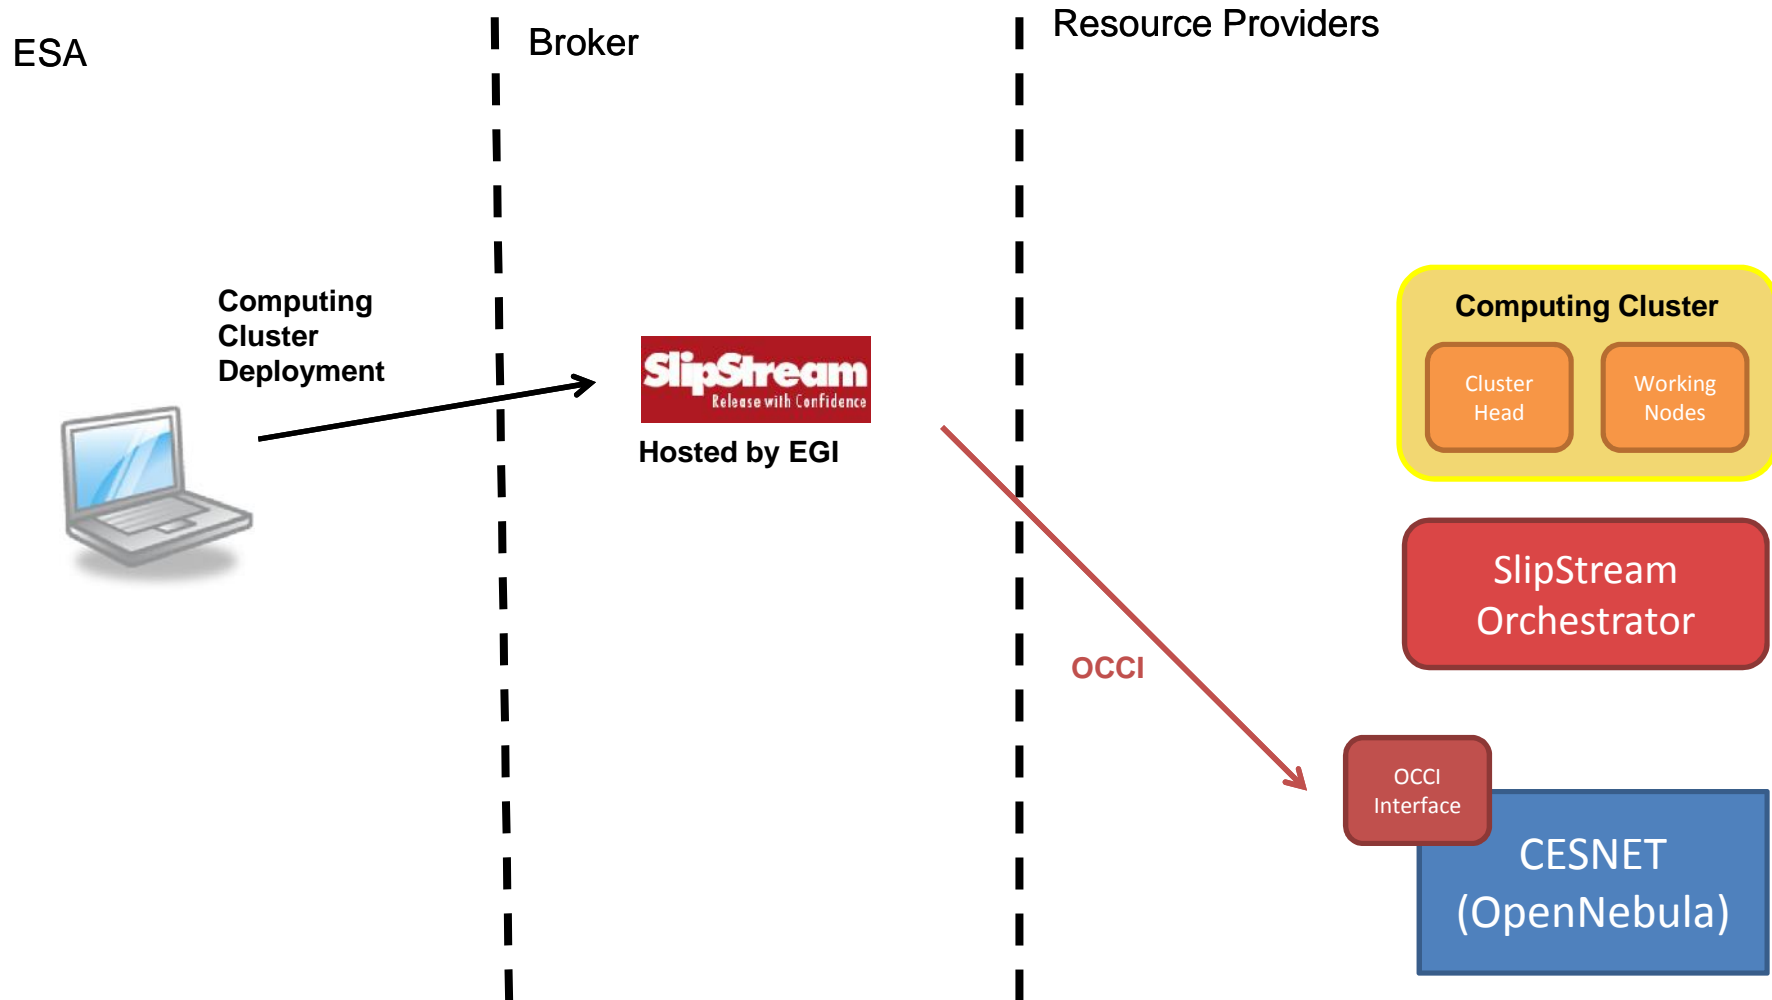 ESA
Broker
Resource Providers
Computing
Cluster
Deployment
SlipStream
Release with Confidence
Hosted by EGI
OCCI
Computing Cluster
Cluster
Head
Working
Nodes
SlipStream
Orchestrator
OCCI
Interface
CESNET
(OpenNebula)